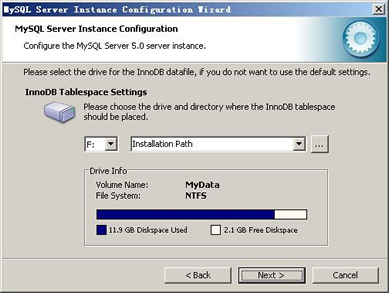 MySQL Server Instance Configuration Wizard
MySQL Server Instance Configuration
Configure the MySQL Server 5.0 server instance.
Please select the drive for the InnoDB datafile, if you do not want to use the default settings.
InnoDB Tablespace Settings
Please choose the drive and directory where the InnoDB tablespace
should be placed.
F: Installation Path ...
Drive Info
Volume Name: MyData
File System: NTFS
11.9 GB Diskspace Used 2.1 GB Free Diskspace
< Back Next > Cancel